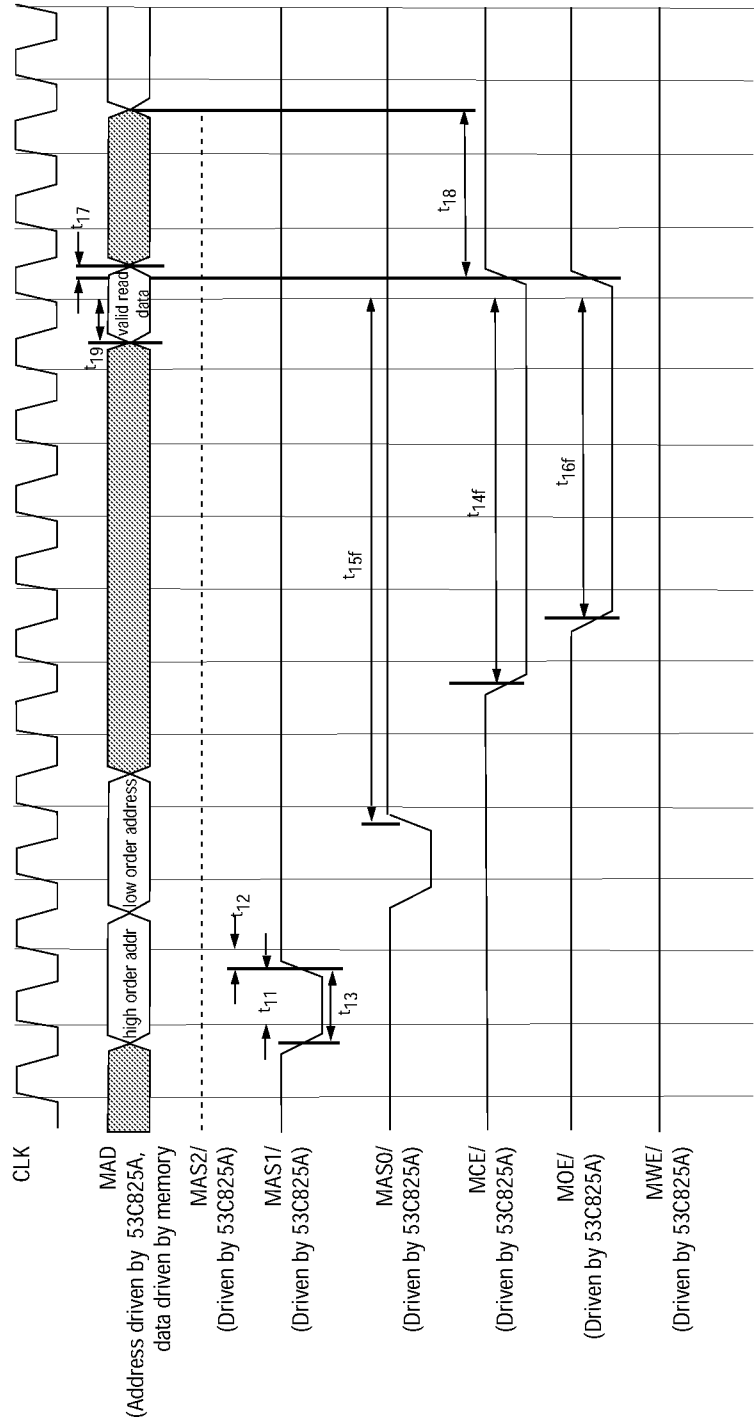 CLK
MAD
(Address driven by 53C825A,
data driven by memory
MAS2/
(Driven by 53C825A)
MAS1/
(Driven by 53C825A)
MAS0/
(Driven by 53C825A)
MCE/
(Driven by 53C825A)
MOE/
(Driven by 53C825A)
MWE/
(Driven by 53C825A)
high order addr
low order address
valid read
data
t17
t19
t12
t11
t13
t15f
t14f
t18
t16f